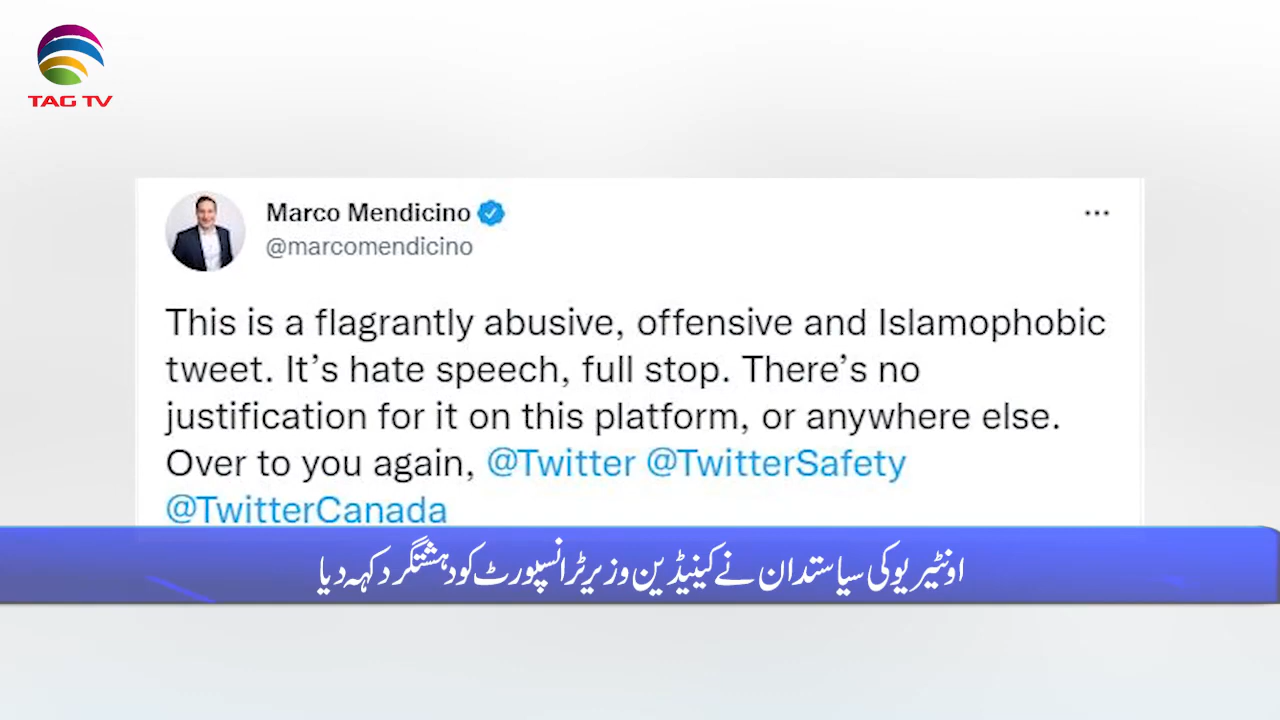 TAG TV
Marco Mendicino
@marcomendicino
This is a flagrantly abusive, offensive and Islamophobic
tweet. It’s hate speech, full stop. There’s no
justification for it on this platform, or anywhere else.
Over to you again, @Twitter @TwitterSafety
@TwitterCanada
اونٹیریو کی سیاستدان نے کینیڈین وزیر ٹرانسپورٹ کو دہشتگرد کہہ دیا